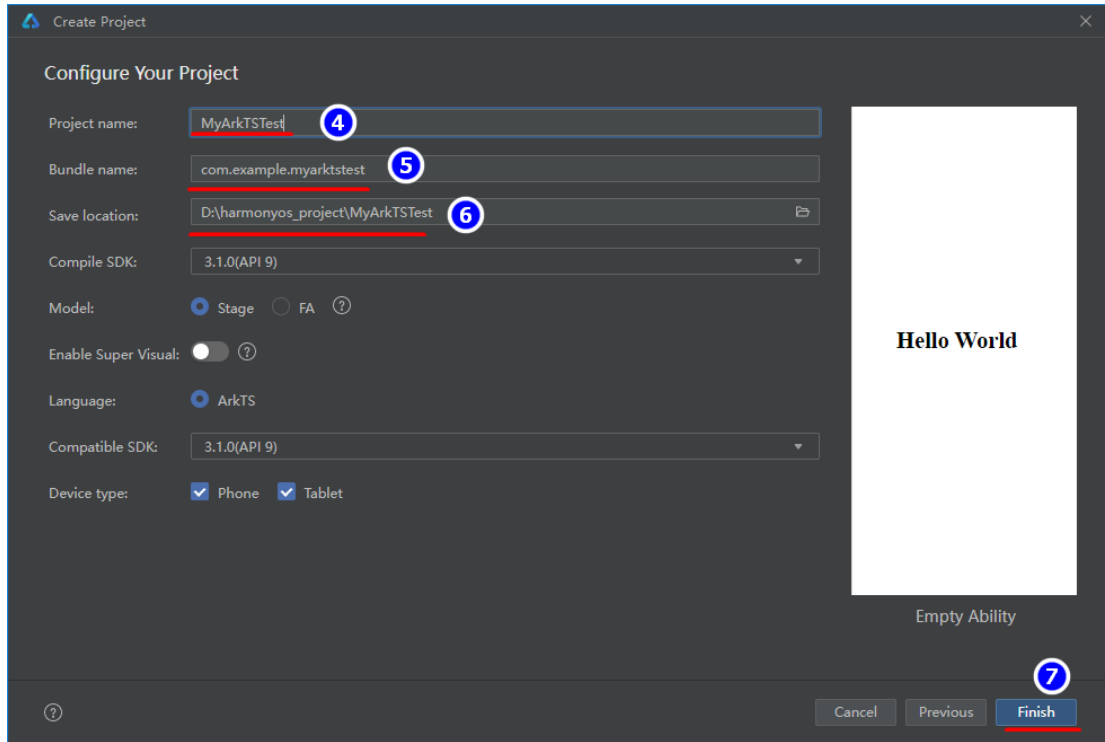 Create Project
Configure Your Project
Project name: MyArkTSTest 4
Bundle name: com.example.myarktstest 5
Save location: D:\harmonyos_project\MyArkTSTest 6
Compile SDK: 3.1.0(API 9)
Model: Stage FA ?
Enable Super Visual: ?
Language: ArkTS
Compatible SDK: 3.1.0(API 9)
Device type: Phone Tablet
Hello World
Empty Ability
7
? Cancel Previous Finish